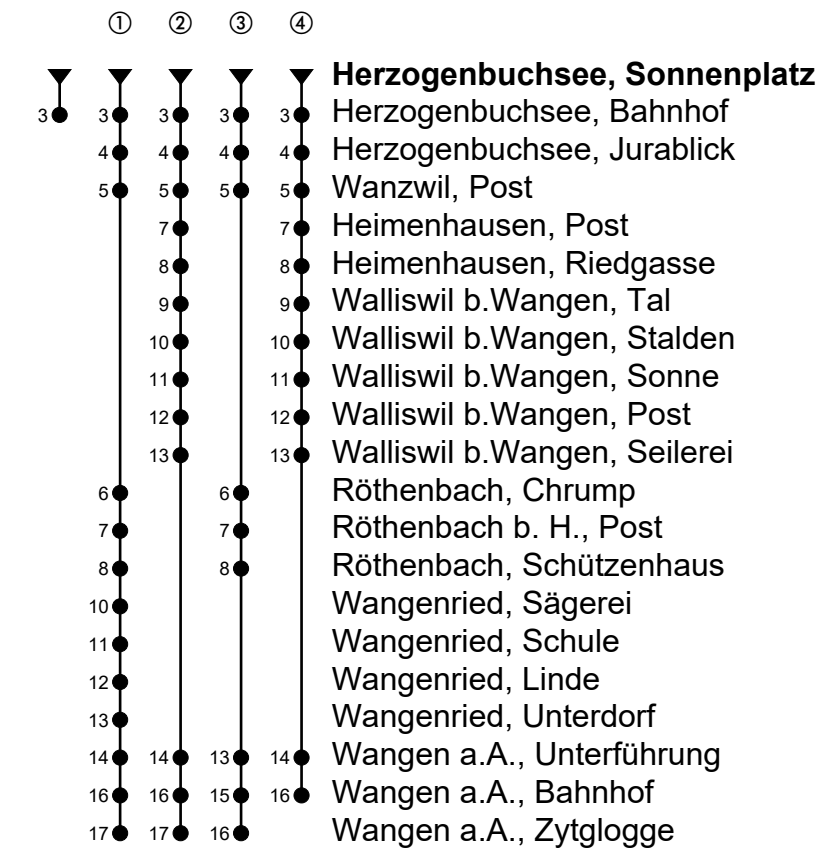 ① ② ③ ④
Herzogenbuchsee, Sonnenplatz
3 3 3 3 3 Herzogenbuchsee, Bahnhof
4 4 4 4 Herzogenbuchsee, Jurablick
5 5 5 5 Wanzwil, Post
7 7 Heimenhausen, Post
8 8 Heimenhausen, Riedgasse
9 9 Walliswil b.Wangen, Tal
10 10 Walliswil b.Wangen, Stalden
11 11 Walliswil b.Wangen, Sonne
12 12 Walliswil b.Wangen, Post
13 13 Walliswil b.Wangen, Seilerei
6 6 Röthenbach, Chrump
7 7 Röthenbach b. H., Post
8 8 Röthenbach, Schützenhaus
10 Wangenried, Sägerei
11 Wangenried, Schule
12 Wangenried, Linde
13 Wangenried, Unterdorf
14 14 13 14 Wangen a.A., Unterführung
16 16 15 16 Wangen a.A., Bahnhof
17 17 16 Wangen a.A., Zytglogge